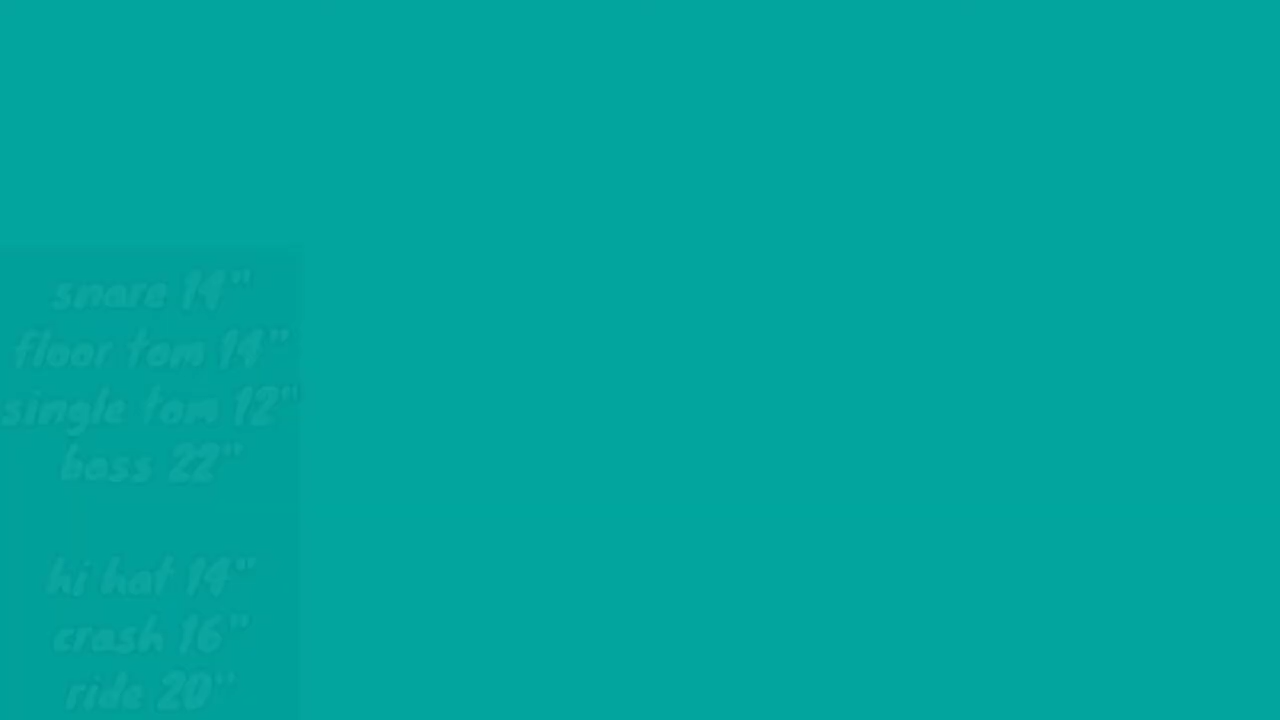 snare 14"
floor tom 14"
single tom 12"
bass 22"
hi hat 14"
crash 16"
ride 20"